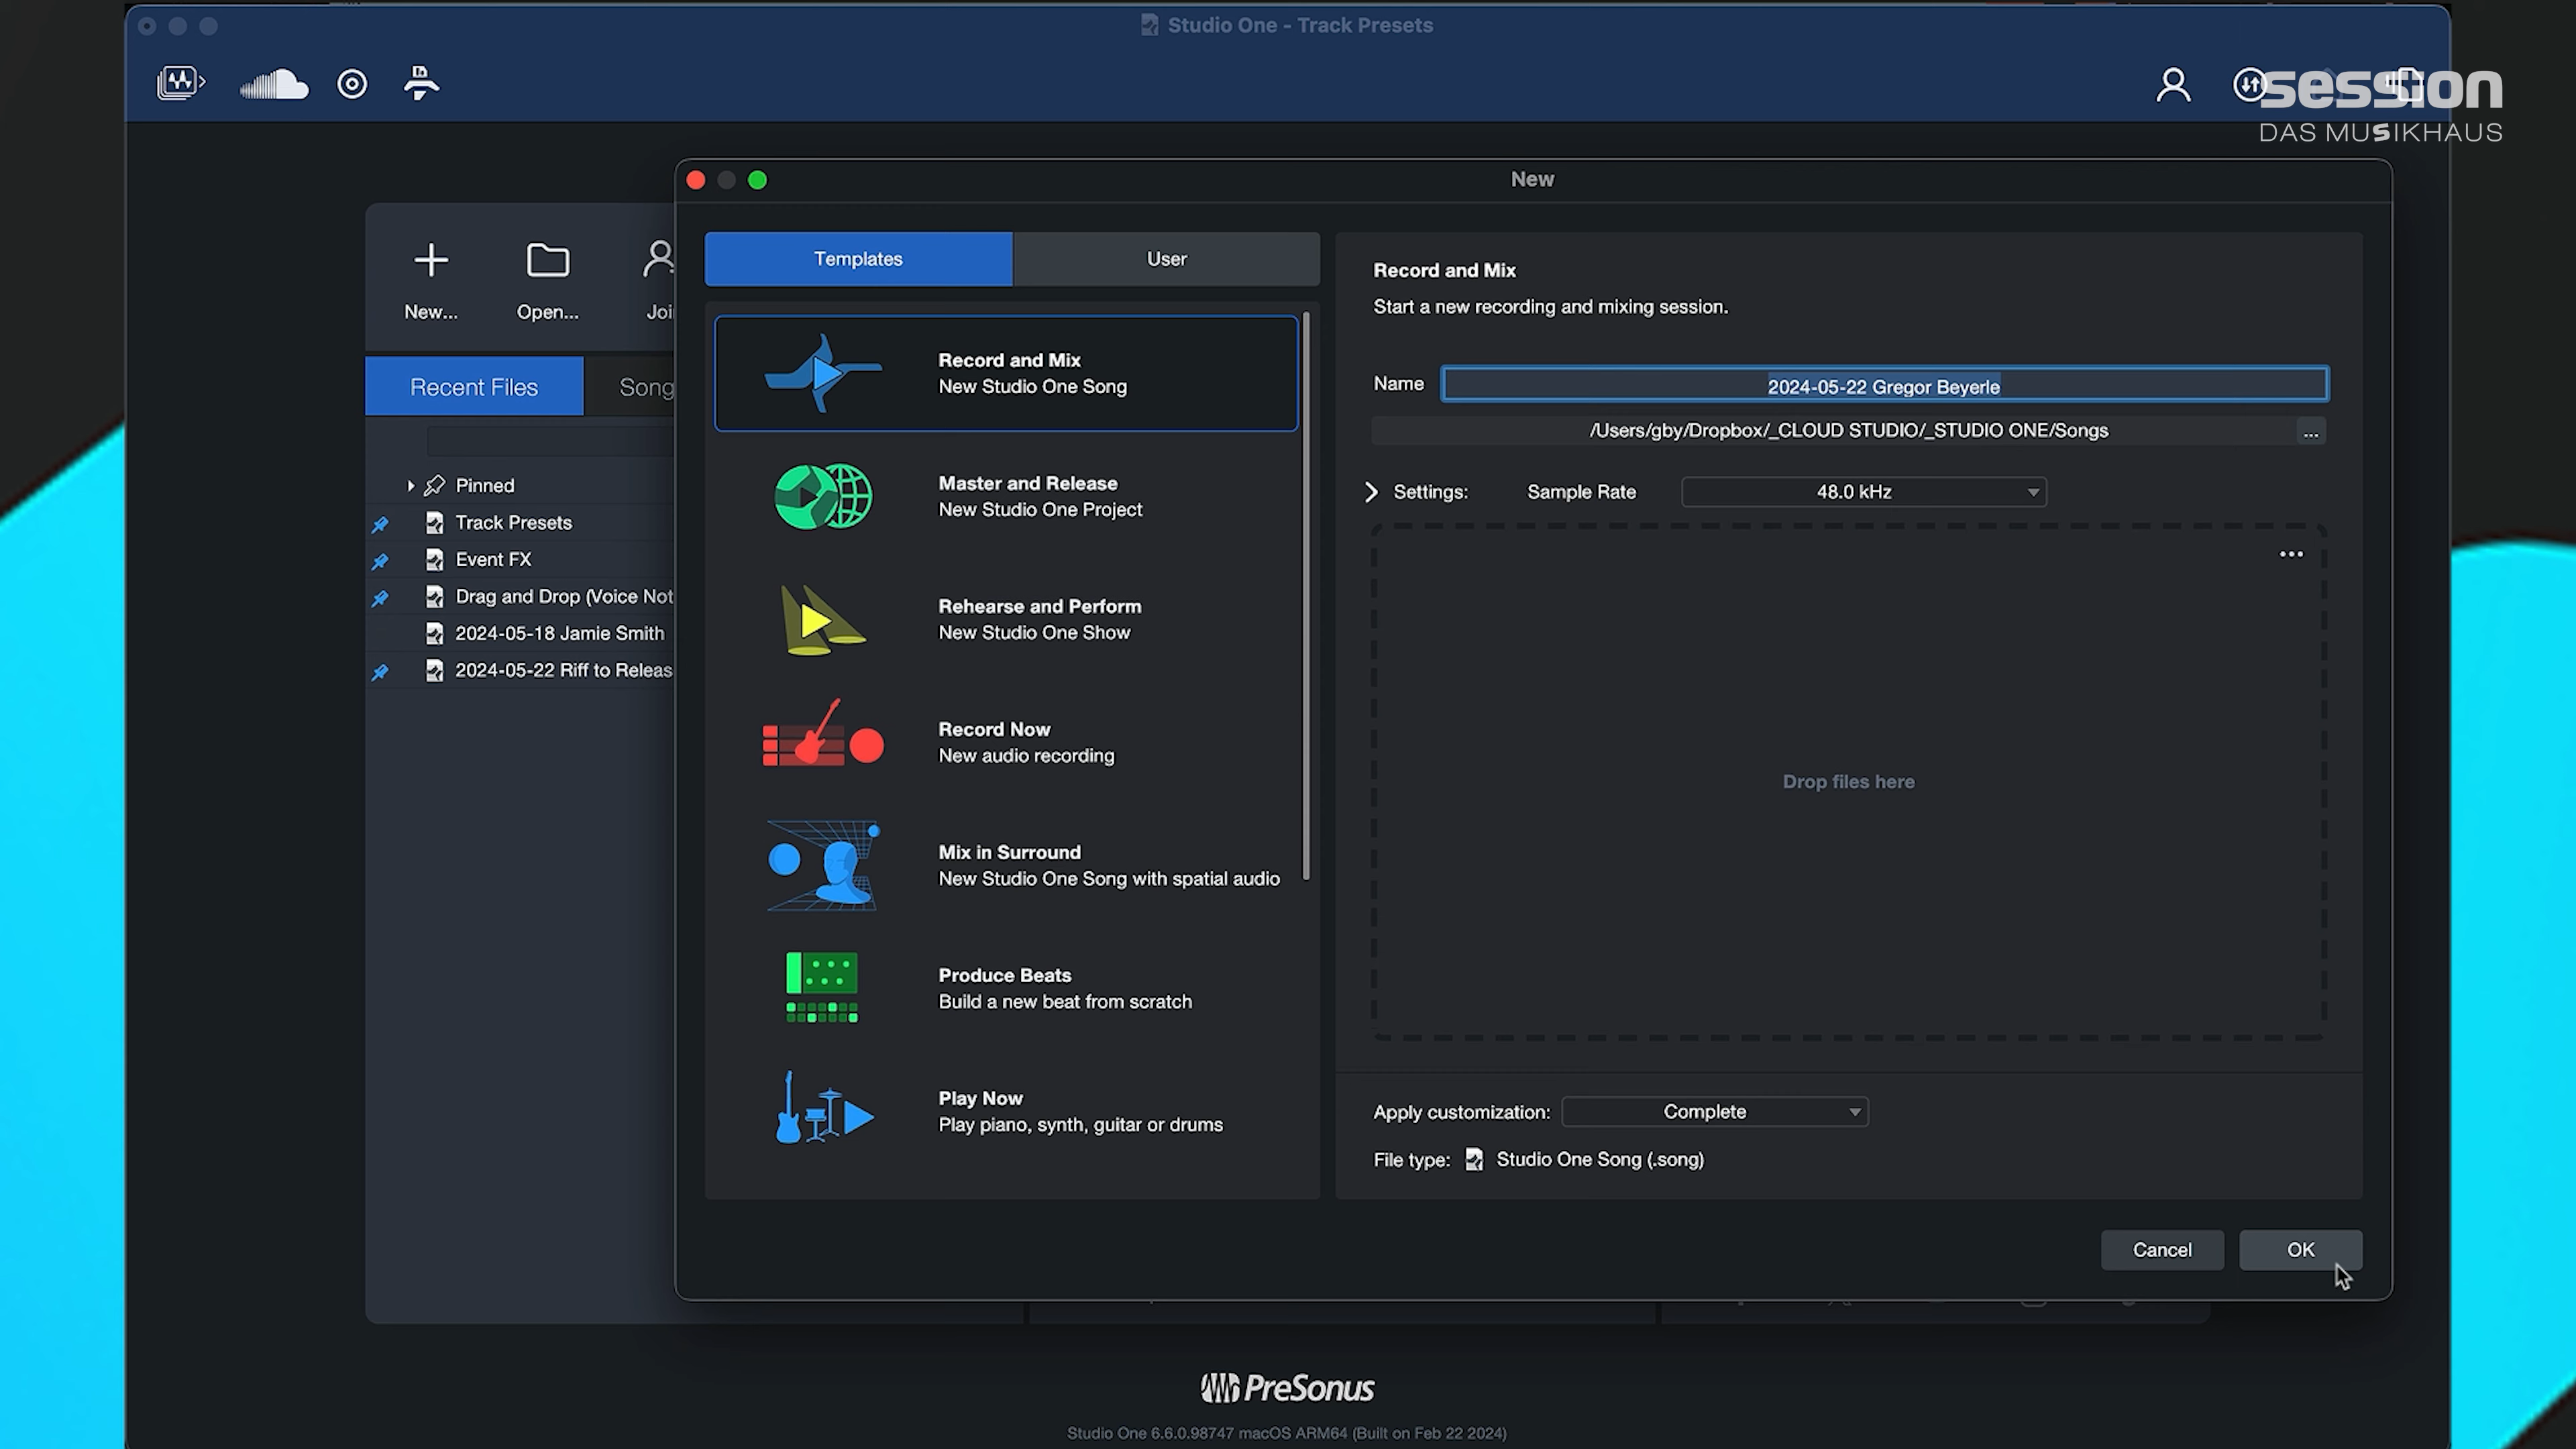 Studio One - Track Presets
session
DAS MUSIKHAUS
New
New...
Open...
Templates
User
Recent Files
Pinned
Track Presets
Event FX
Drag and Drop (Voice
2024-05-18 Jamie Smith
2024-05-22 Riff to
Record and Mix
New Studio One Song
Master and Release
New Studio One Project
Rehearse and Perform
New Studio One Show
Record Now
New audio recording
Mix in Surround
New Studio One Song with spatial audio
Produce Beats
Build a new beat from scratch
Play Now
Play piano, synth, guitar or drums
Record and Mix
Start a new recording and mixing session.
Name 2024-05-22 Gregor Beyerle
/Users/gby/Dropbox/_CLOUD STUDIO/_STUDIO ONE/Songs ...
Settings: Sample Rate 48.0 kHz
Drop files here
Apply customization: Complete
File type: Studio One Song (.song)
Cancel OK
PreSonus
Studio One 6.6.0.98747 macOS ARM64 (Built on Feb 22 2024)